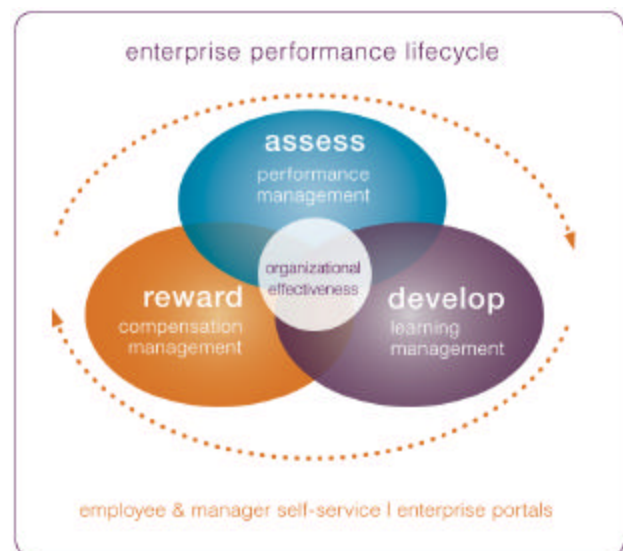 enterprise performance lifecycle
assess
performance
management
organizational
effectiveness
reward
compensation
management
develop
learning
management
employee & manager self-service | enterprise portals